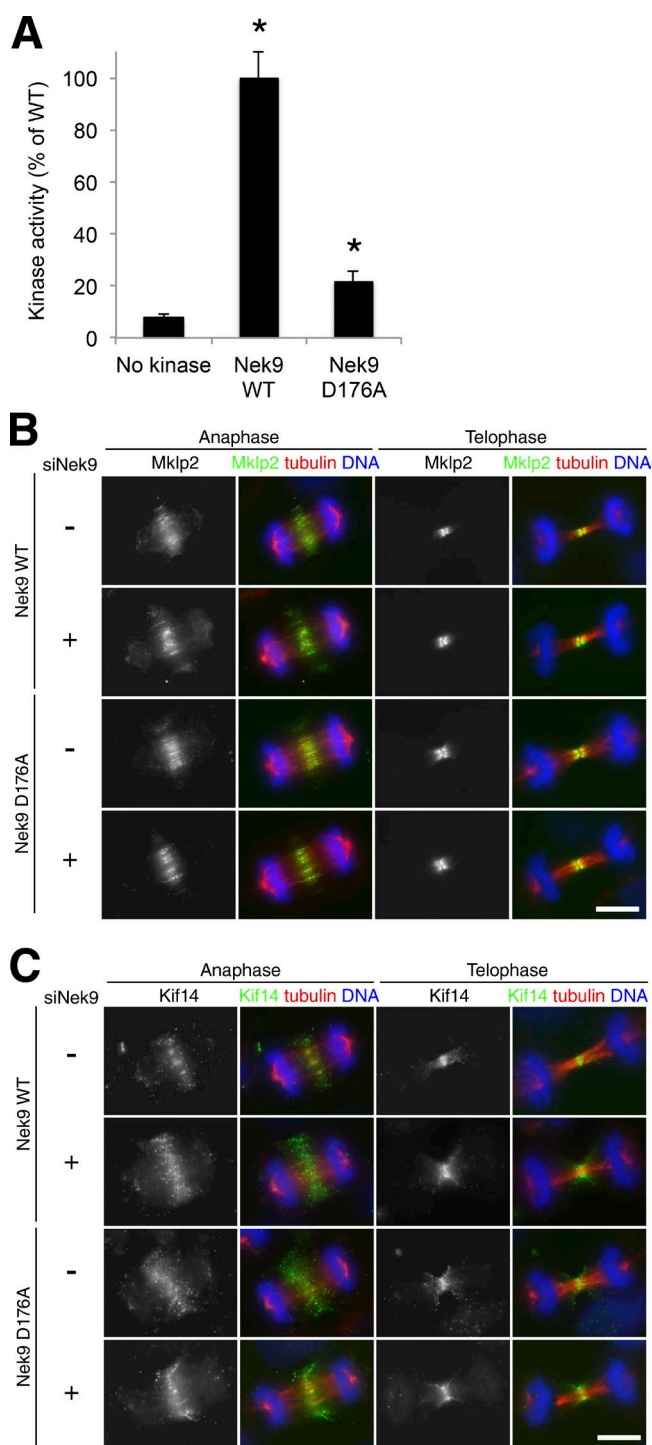 A
*
*
Kinase activity (% of WT)
100
80
60
40
20
0
No kinase
Nek9
WT
Nek9
D176A
B
Anaphase
Telophase
siNek9
Mklp2
Mklp2 tubulin DNA
Mklp2
Mklp2 tubulin DNA
Nek9 WT
-
+
Nek9 D176A
-
+
C
Anaphase
Telophase
siNek9
Kif14
Kif14 tubulin DNA
Kif14
Kif14 tubulin DNA
Nek9 WT
-
+
Nek9 D176A
-
+